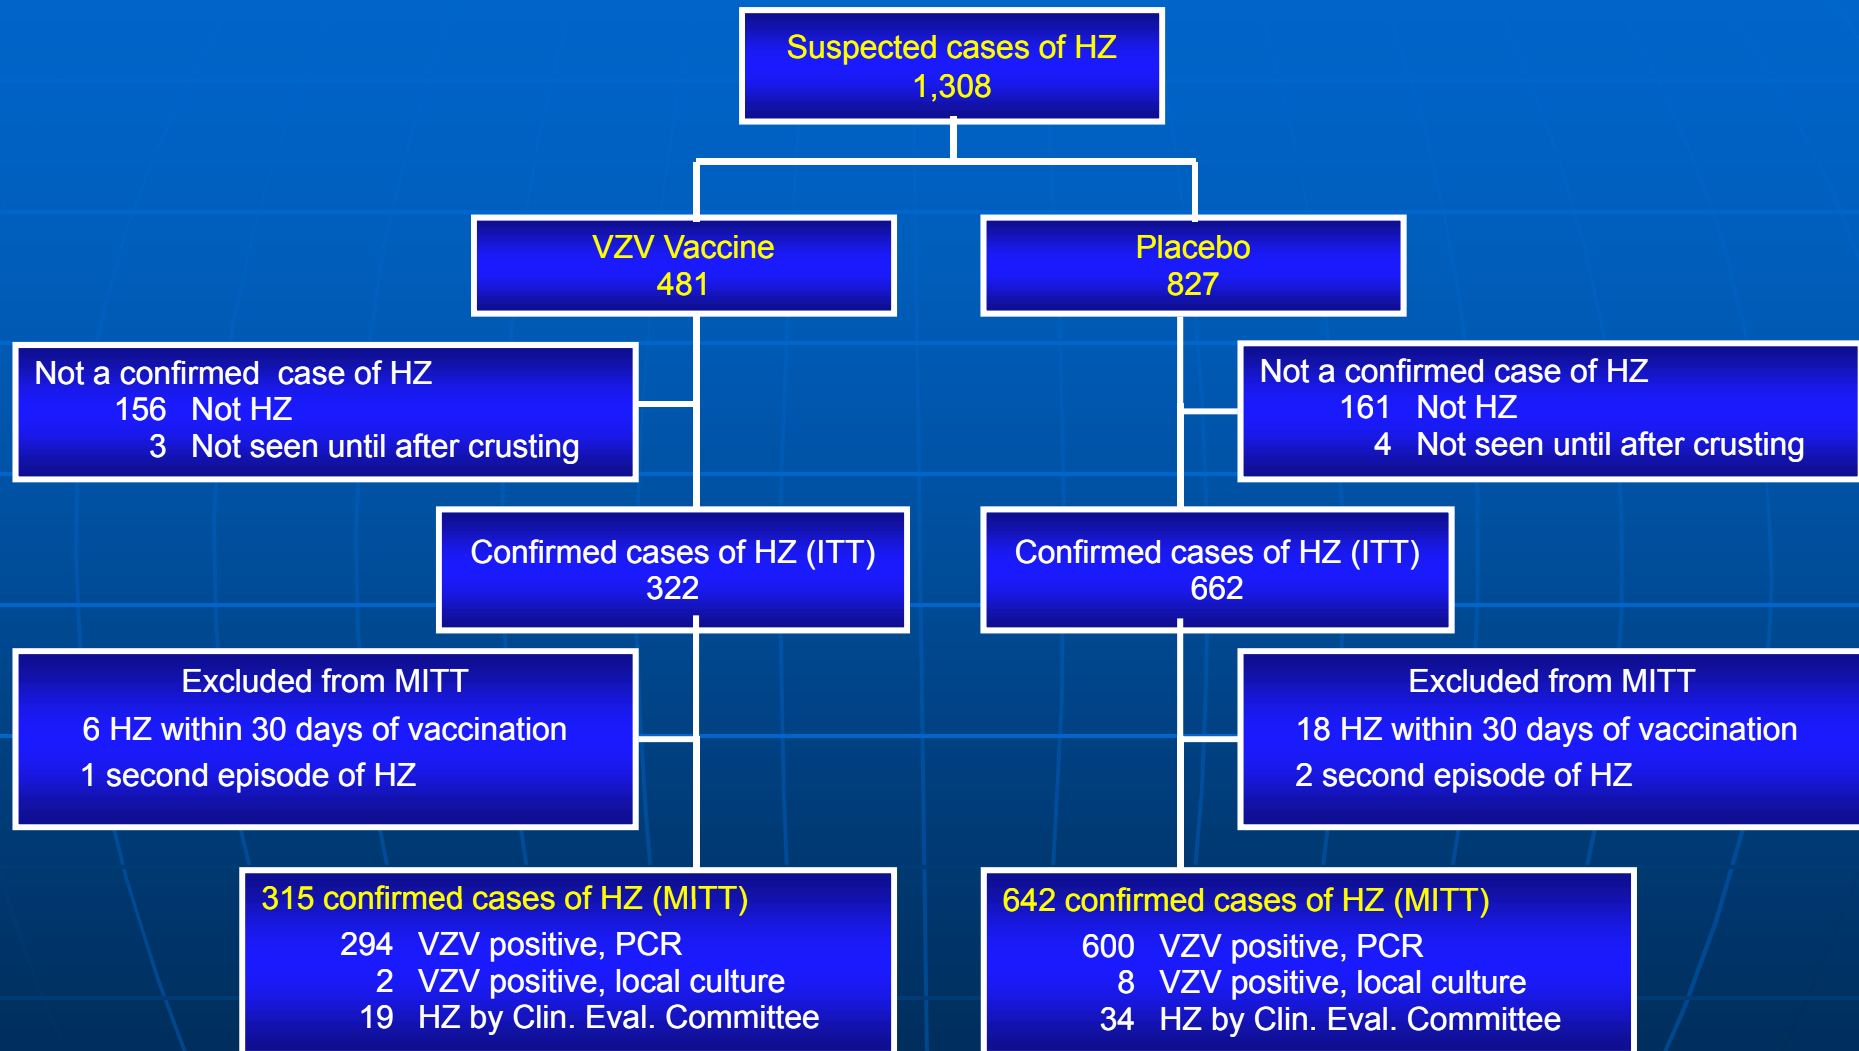 Suspected cases of HZ
1,308
VZV Vaccine
481
Placebo
827
Not a confirmed case of HZ
156 Not HZ
3 Not seen until after crusting
Not a confirmed case of HZ
161 Not HZ
4 Not seen until after crusting
Confirmed cases of HZ (ITT)
322
Confirmed cases of HZ (ITT)
662
Excluded from MITT
6 HZ within 30 days of vaccination
1 second episode of HZ
Excluded from MITT
18 HZ within 30 days of vaccination
2 second episode of HZ
315 confirmed cases of HZ (MITT)
294 VZV positive, PCR
2 VZV positive, local culture
19 HZ by Clin. Eval. Committee
642 confirmed cases of HZ (MITT)
600 VZV positive, PCR
8 VZV positive, local culture
34 HZ by Clin. Eval. Committee